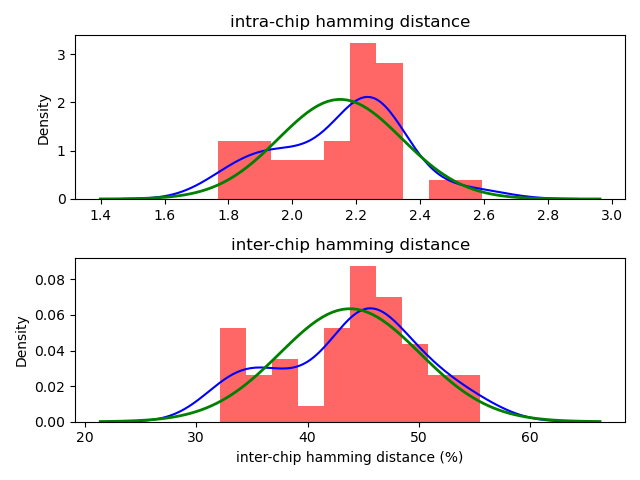 intra-chip hamming distance
Density
3
2
1
0
1.4 1.6 1.8 2.0 2.2 2.4 2.6 2.8 3.0
inter-chip hamming distance
Density
0.08
0.06
0.04
0.02
0.00
20 30 40 50 60
inter-chip hamming distance (%)